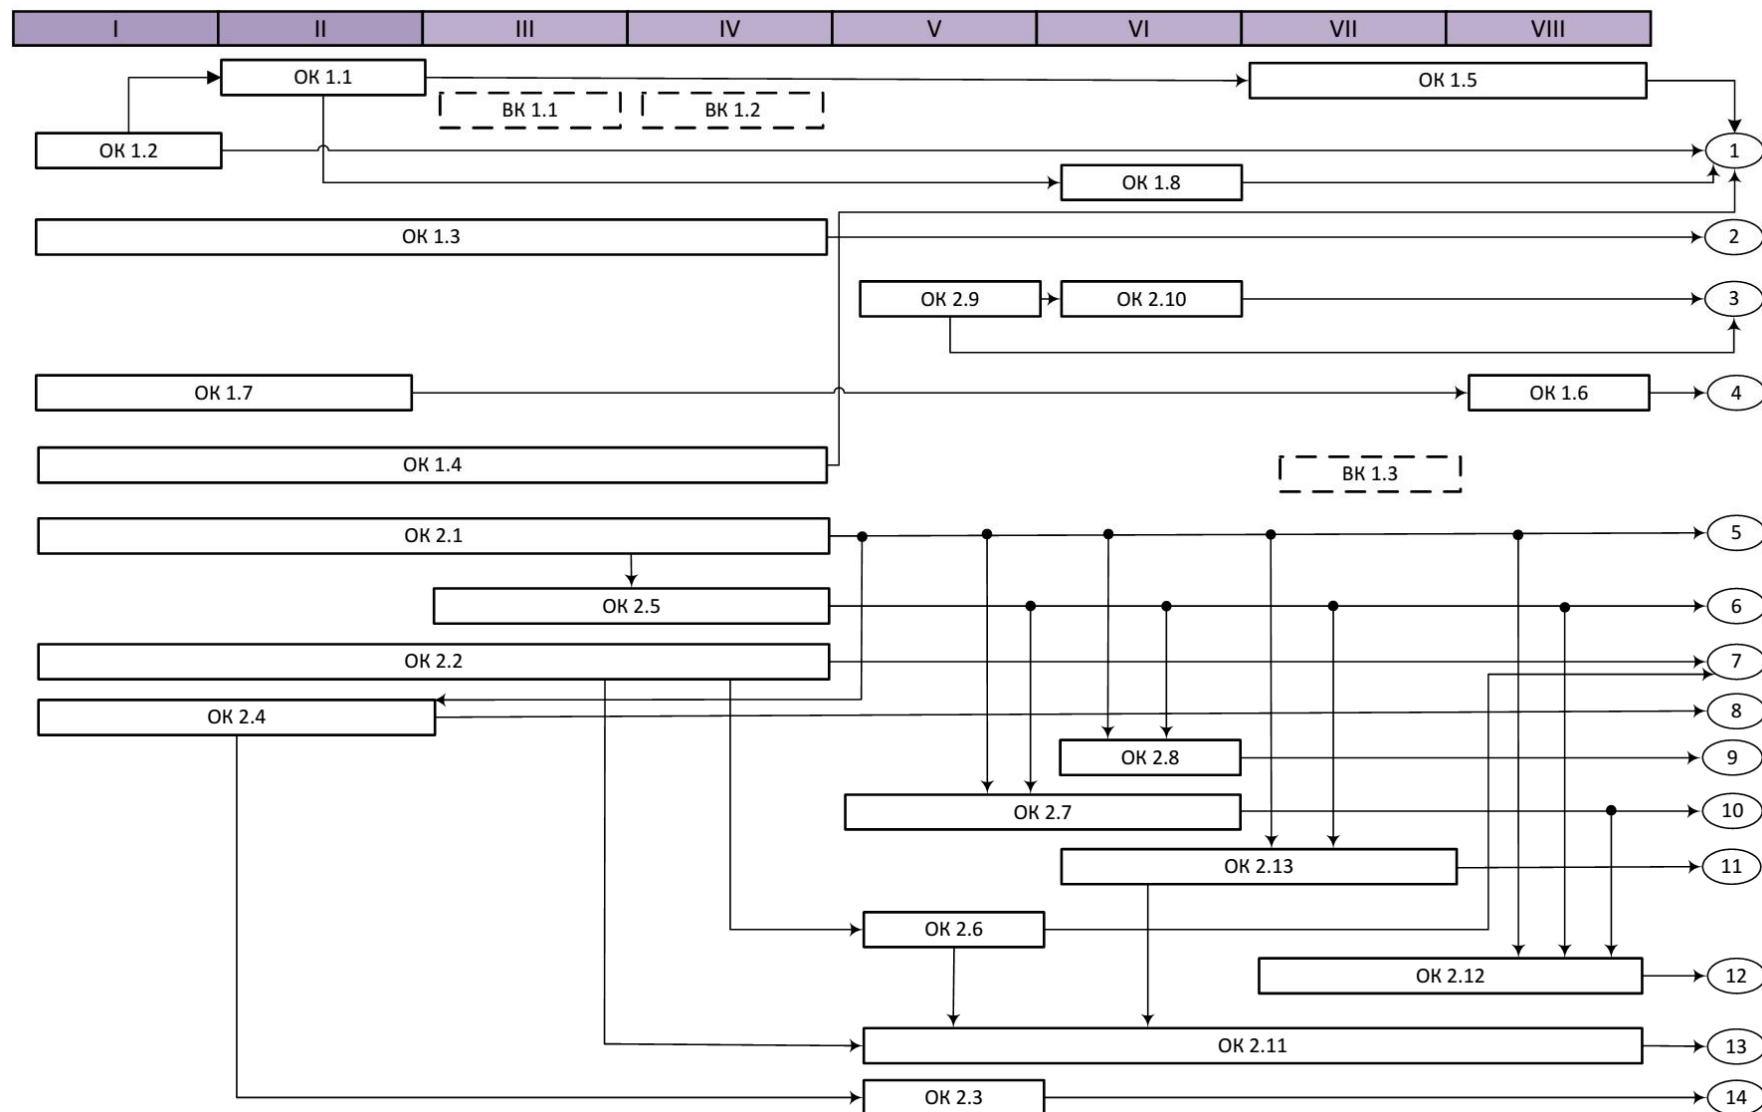 I II III IV V VI VII VIII
ОК 1.1
ОК 1.5
ВК 1.1
ВК 1.2
ОК 1.2
1
ОК 1.8
ОК 1.3
2
ОК 2.9
ОК 2.10
3
ОК 1.7
ОК 1.6
4
ОК 1.4
ВК 1.3
ОК 2.1
5
ОК 2.5
6
ОК 2.2
7
ОК 2.4
8
ОК 2.8
9
ОК 2.7
10
ОК 2.13
11
ОК 2.6
ОК 2.12
12
ОК 2.11
13
ОК 2.3
14